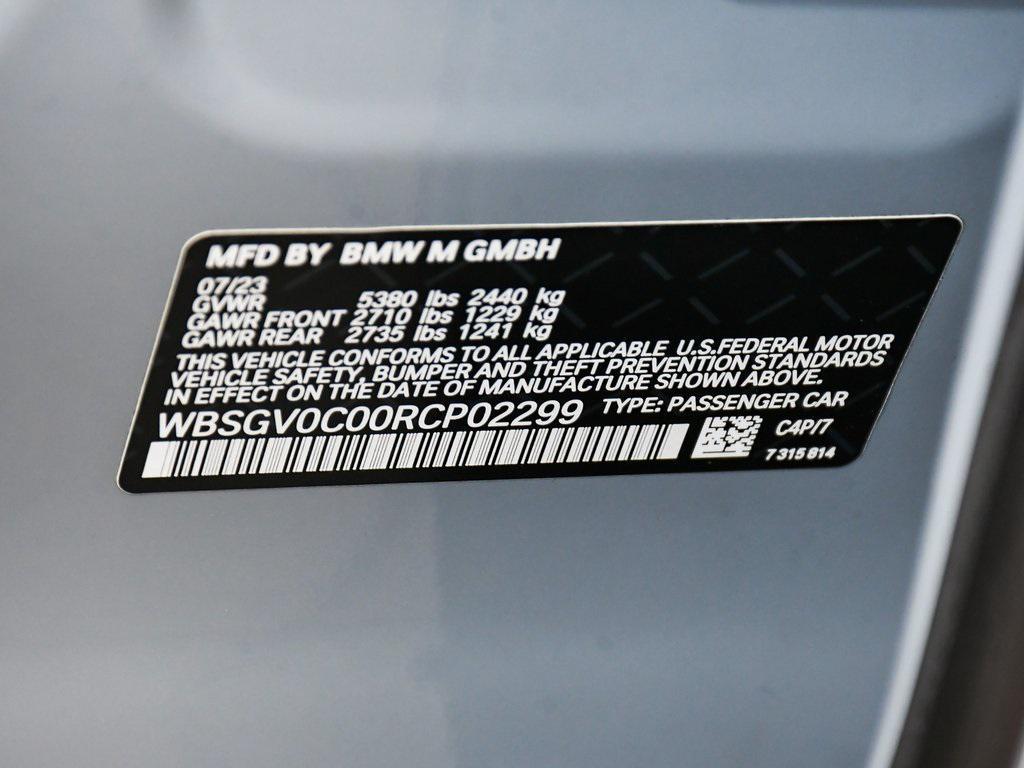 MFD BY BMW M GMBH
07/23
GVWR 5380 lbs 2440 kg
GAWR FRONT 2710 lbs 1229 kg
GAWR REAR 2735 lbs 1241 kg
THIS VEHICLE CONFORMS TO ALL APPLICABLE U.S.FEDERAL MOTOR
VEHICLE SAFETY, BUMPER AND THEFT PREVENTION STANDARDS
IN EFFECT ON THE DATE OF MANUFACTURE SHOWN ABOVE.
WBSGV0C00RCP02299 TYPE: PASSENGER CAR
C4P/7
7 315 814